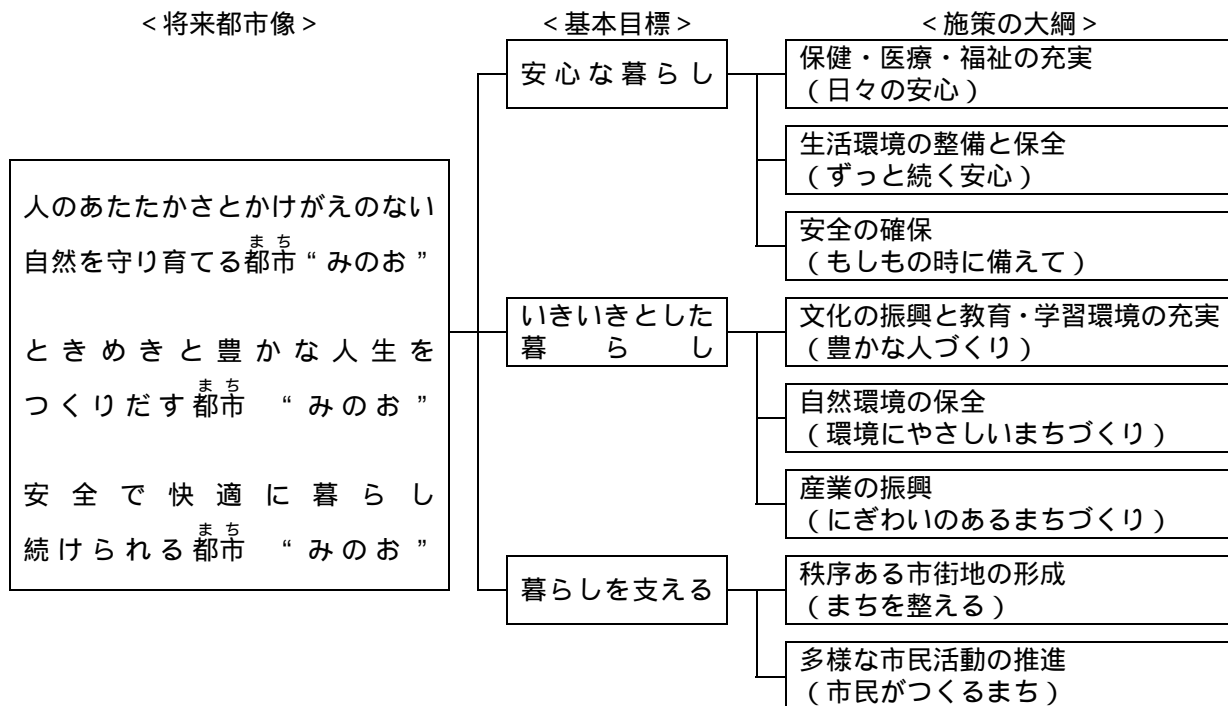 ＜将来都市像＞
＜基本目標＞
＜施策の大綱＞
人のあたたかさとかけがえのない
自然を守り育てる都市“みのお”
まち
ときめきと豊かな人生を
つくりだす都市 “みのお”
まち
安全で快適に暮らし
続けられる都市 “みのお”
まち
安心な暮らし
保健・医療・福祉の充実
（日々の安心）
生活環境の整備と保全
（ずっと続く安心）
安全の確保
（もしもの時に備えて）
いきいきとした
暮らし
文化の振興と教育・学習環境の充実
（豊かな人づくり）
自然環境の保全
（環境にやさしいまちづくり）
産業の振興
（にぎわいのあるまちづくり）
暮らしを支える
秩序ある市街地の形成
（まちを整える）
多様な市民活動の推進
（市民がつくるまち）